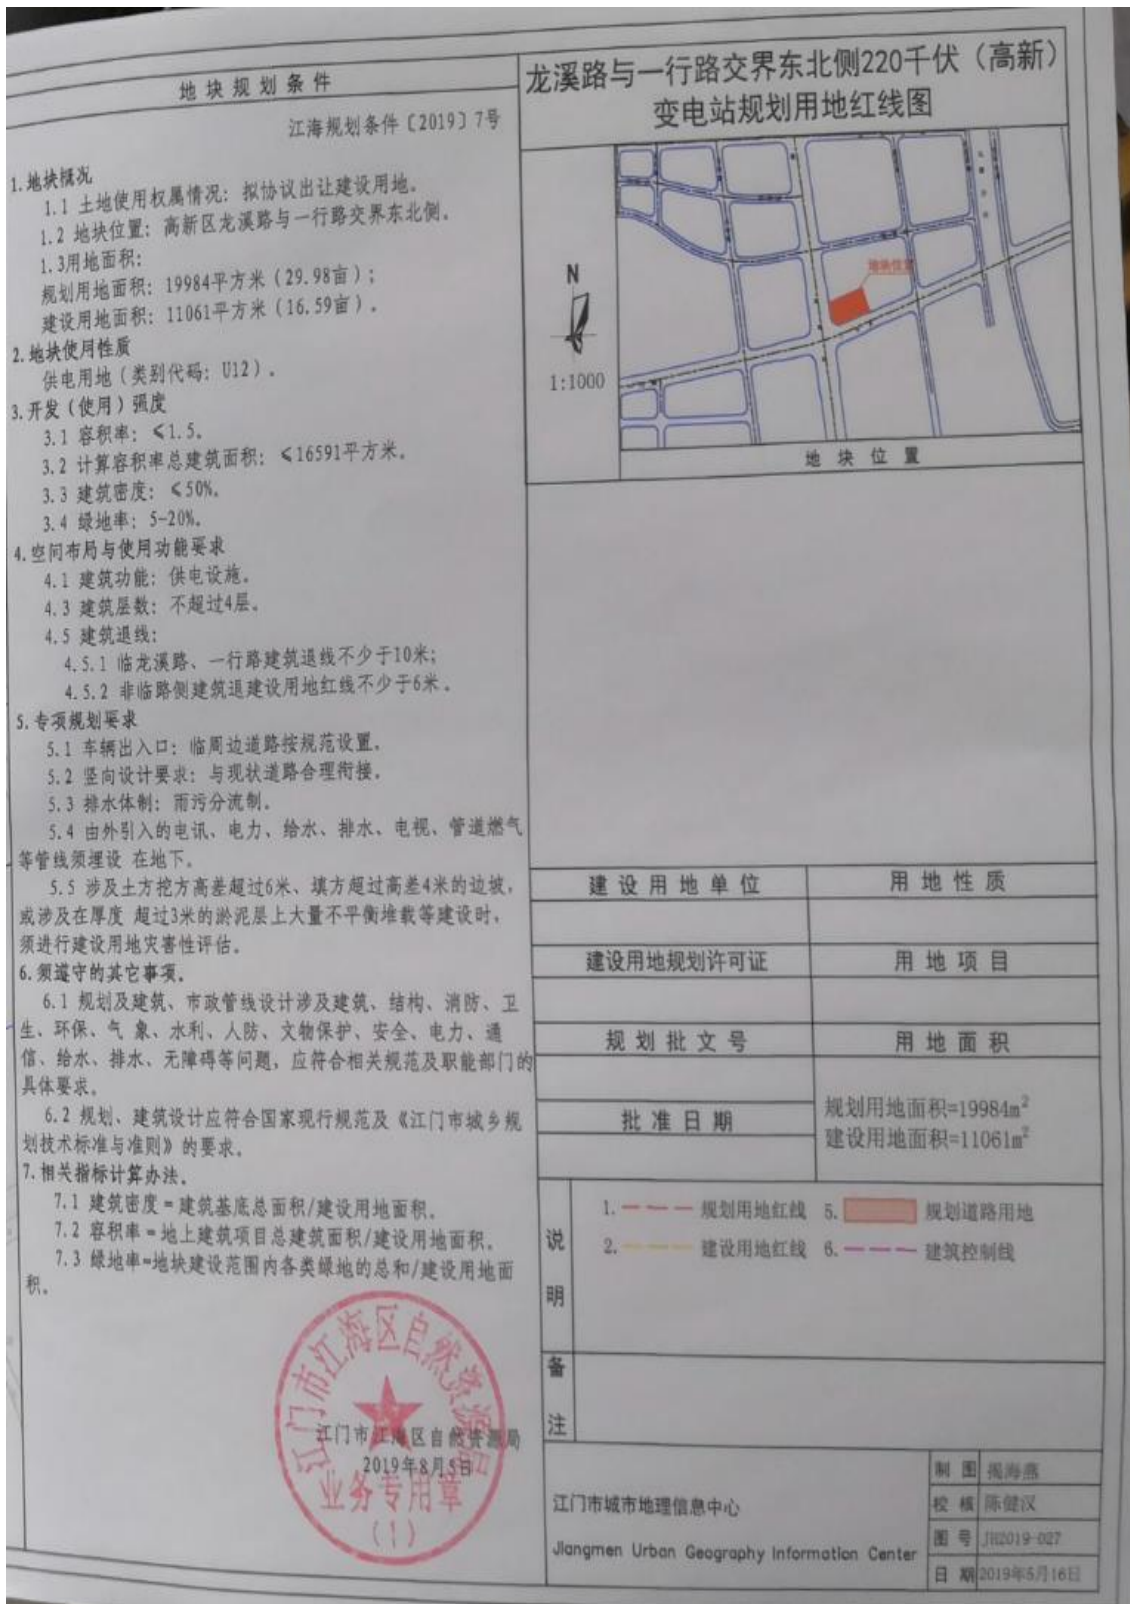 地块规划条件
江海规划条件〔2019〕7号
1.地块概况
1.1 土地使用权属情况：拟协议出让建设用地。
1.2 地块位置：高新区龙溪路与一行路交界东北侧。
1.3用地面积：
规划用地面积：19984平方米（29.98亩）；
建设用地面积：11061平方米（16.59亩）。
2.地块使用性质
供电用地（类别代码：U12）。
3.开发（使用）强度
3.1 容积率：≤1.5。
3.2 计算容积率总建筑面积：≤16591平方米。
3.3 建筑密度：≤50%。
3.4 绿地率：5-20%。
4.空间布局与使用功能要求
4.1 建筑功能：供电设施。
4.3 建筑层数：不超过4层。
4.5 建筑退线：
4.5.1 临龙溪路、一行路建筑退线不少于10米；
4.5.2 非临路侧建筑退建设用地红线不少于6米。
5.专项规划要求
5.1 车辆出入口：临周边道路按规范设置。
5.2 竖向设计要求：与现状道路合理衔接。
5.3 排水体制：雨污分流制。
5.4 由外引入的电讯、电力、给水、排水、电视、管道燃气
等管线须埋设 在地下。
5.5 涉及土方挖方高差超过6米、填方超过高差4米的边坡，
或涉及在厚度 超过3米的淤泥层上大量不平衡堆载等建设时，
须进行建设用地灾害性评估。
6.须遵守的其它事项。
6.1 规划及建筑、市政管线设计涉及建筑、结构、消防、卫
生、环保、气 象、水利、人防、文物保护、安全、电力、通
信、给水、排水、无障碍等问题，应符合相关规范及职能部门的
具体要求。
6.2 规划、建筑设计应符合国家现行规范及《江门市城乡规
划技术标准与准则》的要求。
7.相关指标计算办法。
7.1 建筑密度=建筑基底总面积/建设用地面积。
7.2 容积率=地上建筑项目总建筑面积/建设用地面积。
7.3 绿地率=地块建设范围内各类绿地的总和/建设用地面
积。
江门市江海区自然资源局
江门市江海区自然资源局
2019年8月5日
业务专用章
（1）
龙溪路与一行路交界东北侧220千伏（高新）
变电站规划用地红线图
N
1:1000
地块位置
地块位置
建设用地单位
用地性质
建设用地规划许可证
用地项目
规划批文号
用地面积
批准日期
规划用地面积=19984m²
建设用地面积=11061m²
说明
1. 规划用地红线
5. 规划道路用地
2. 建设用地红线
6. 建筑控制线
备注
江门市城市地理信息中心
Jiangmen Urban Geography Information Center
制图
海燕
校核 陈健汉
图号 JH2019-027
日期 2019年5月16日